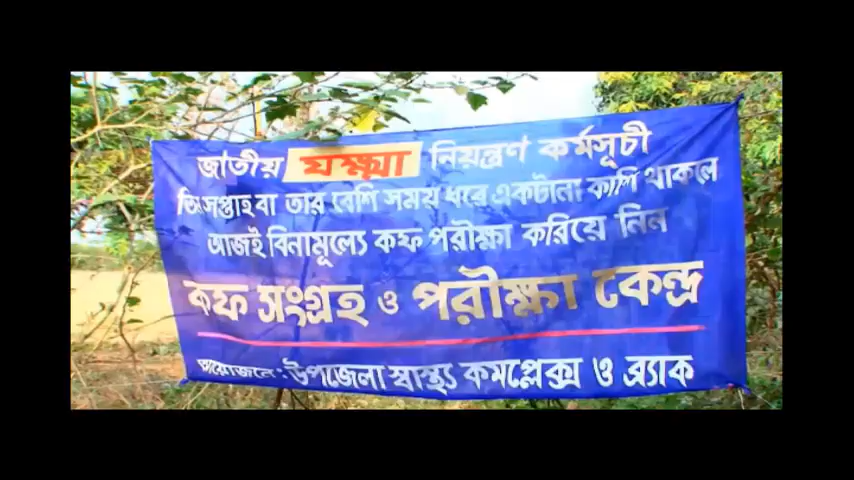 জাতীয় যক্ষ্মা নিয়ন্ত্রণ কর্মসূচী
তিন সপ্তাহ বা তার বেশি সময় ধরে একটানা কাশি থাকলে
আজই বিনামূল্যে কফ পরীক্ষা করিয়ে নিন
কফ সংগ্রহ ও পরীক্ষা কেন্দ্র
আয়োজনে: উপজেলা স্বাস্থ্য কমপ্লেক্স ও ব্র্যাক